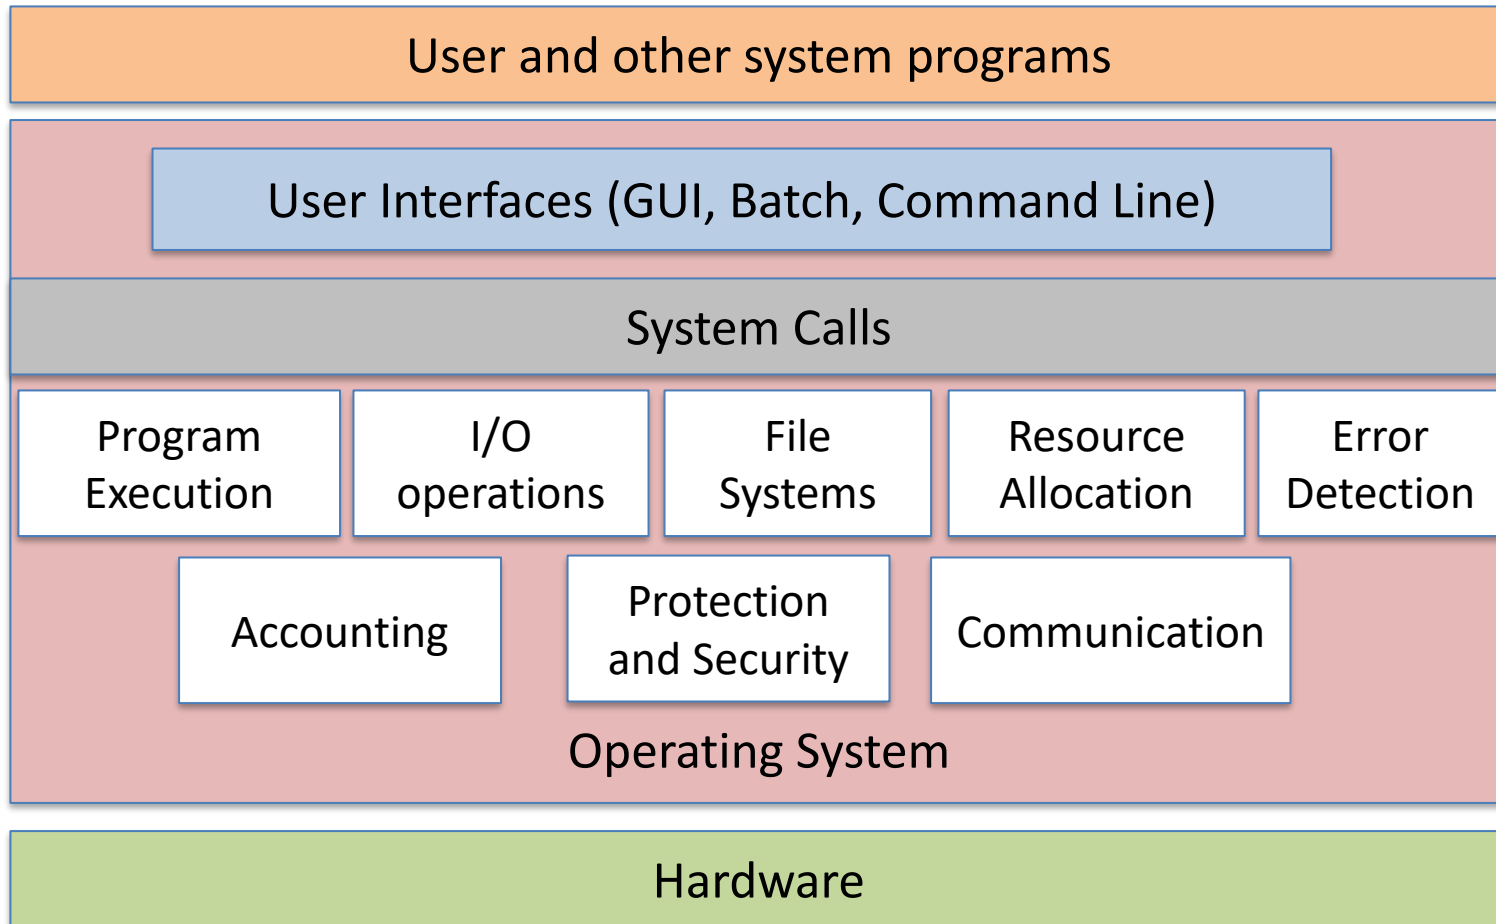 User and other system programs
User Interfaces (GUI, Batch, Command Line)
System Calls
Program
Execution
I/O
operations
File
Systems
Resource
Allocation
Error
Detection
Accounting
Protection
and Security
Communication
Operating System
Hardware